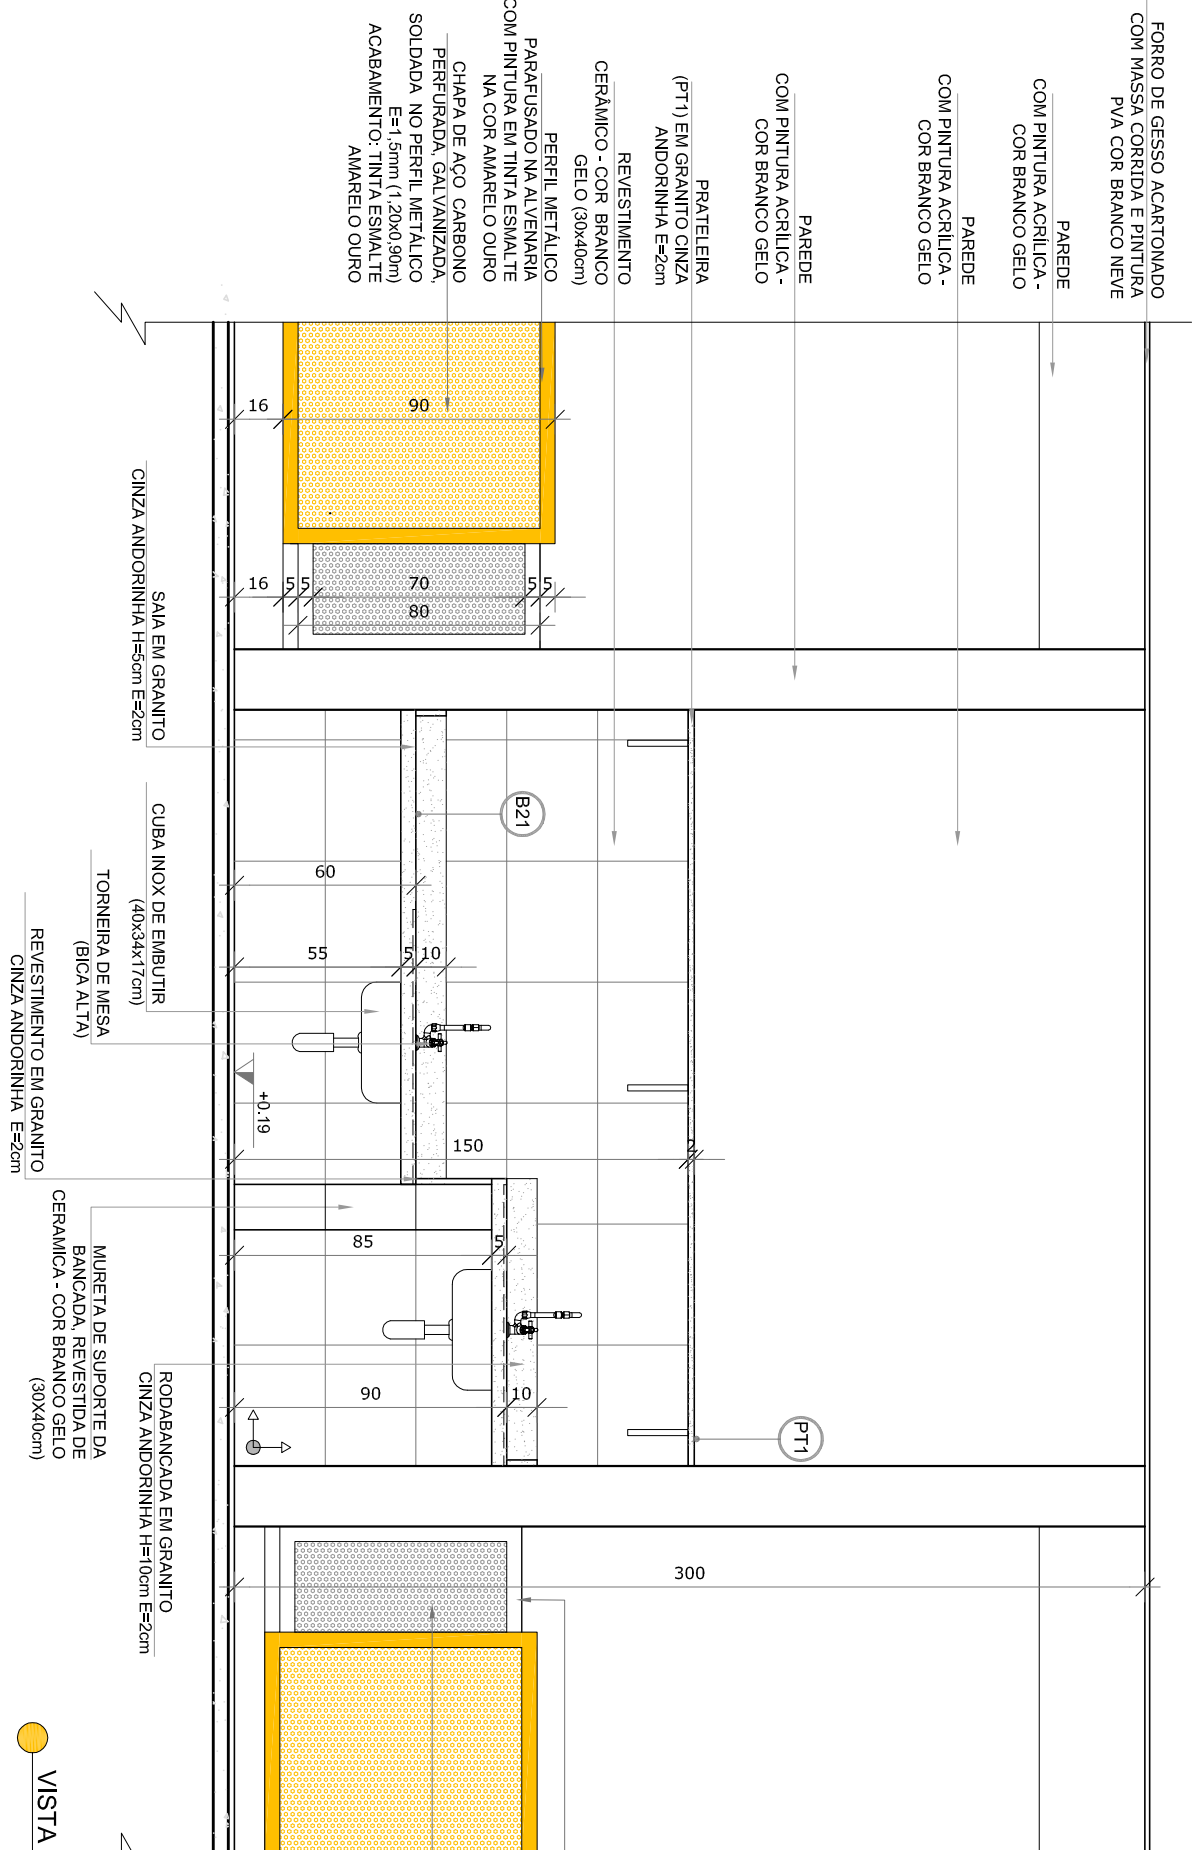 FORRO DE GESSO ACARTONADO
COM MASSA CORRIDA E PINTURA
PVA COR BRANCO NEVE
PAREDE
COM PINTURA ACRÍLICA -
COR BRANCO GELO
PAREDE
COM PINTURA ACRÍLICA -
COR BRANCO GELO
PAREDE
COM PINTURA ACRÍLICA -
COR BRANCO GELO
PRATELEIRA
(PT1) EM GRANITO CINZA
ANDORINHA E=2cm
REVESTIMENTO
CERÂMICO - COR BRANCO
GELO (30x40cm)
PERFIL METÁLICO
PARAFUSADO NA ALVENARIA
COM PINTURA EM TINTA ESMALTE
NA COR AMARELO OURO
CHAPA DE AÇO CARBONO
PERFURADA, GALVANIZADA,
SOLDADA NO PERFIL METÁLICO
E=1,5mm (1,20x0,90m)
ACABAMENTO: TINTA ESMALTE
AMARELO OURO
16
90
16
5
5
70
5
5
80
B21
60
55
5
10
+0.19
150
2
85
5
90
10
PT1
300
SAIA EM GRANITO
CINZA ANDORINHA H=5cm E=2cm
CUBA INOX DE EMBUTIR
(40x34x17cm)
TORNEIRA DE MESA
(BICA ALTA)
REVESTIMENTO EM GRANITO
CINZA ANDORINHA E=2cm
MURETA DE SUPORTE DA
BANCADA, REVESTIDA DE
CERAMICA - COR BRANCO GELO
(30X40cm)
RODABANCADA EM GRANITO
CINZA ANDORINHA H=10cm E=2cm
VISTA